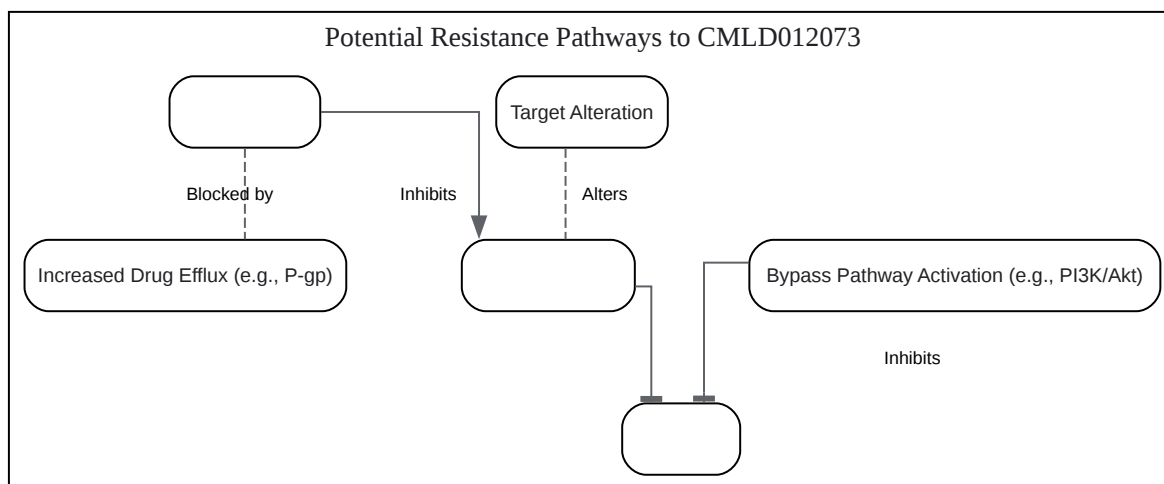 Potential Resistance Pathways to CMLD012073
Target Alteration
Blocked by
Inhibits
Alters
Increased Drug Efflux (e.g., P-gp)
Bypass Pathway Activation (e.g., PI3K/Akt)
Inhibits